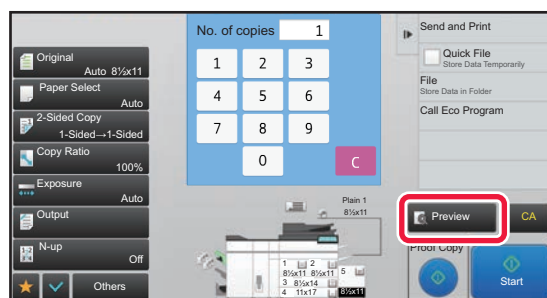 Original
Auto 8½x11
Paper Select
Auto
2-Sided Copy
1-Sided→1-Sided
Copy Ratio
100%
Exposure
Auto
Output
N-up
Off
Others
No. of copies 1
1 2 3
4 5 6
7 8 9
0 C
Plain 1
8½x11
1 2
8½x11 8½x11 5
3 8½x14
4 11x17 8½x11
Send and Print
Quick File
Store Data Temporarily
File
Store Data in Folder
Call Eco Program
Preview CA
Proof Copy
Start